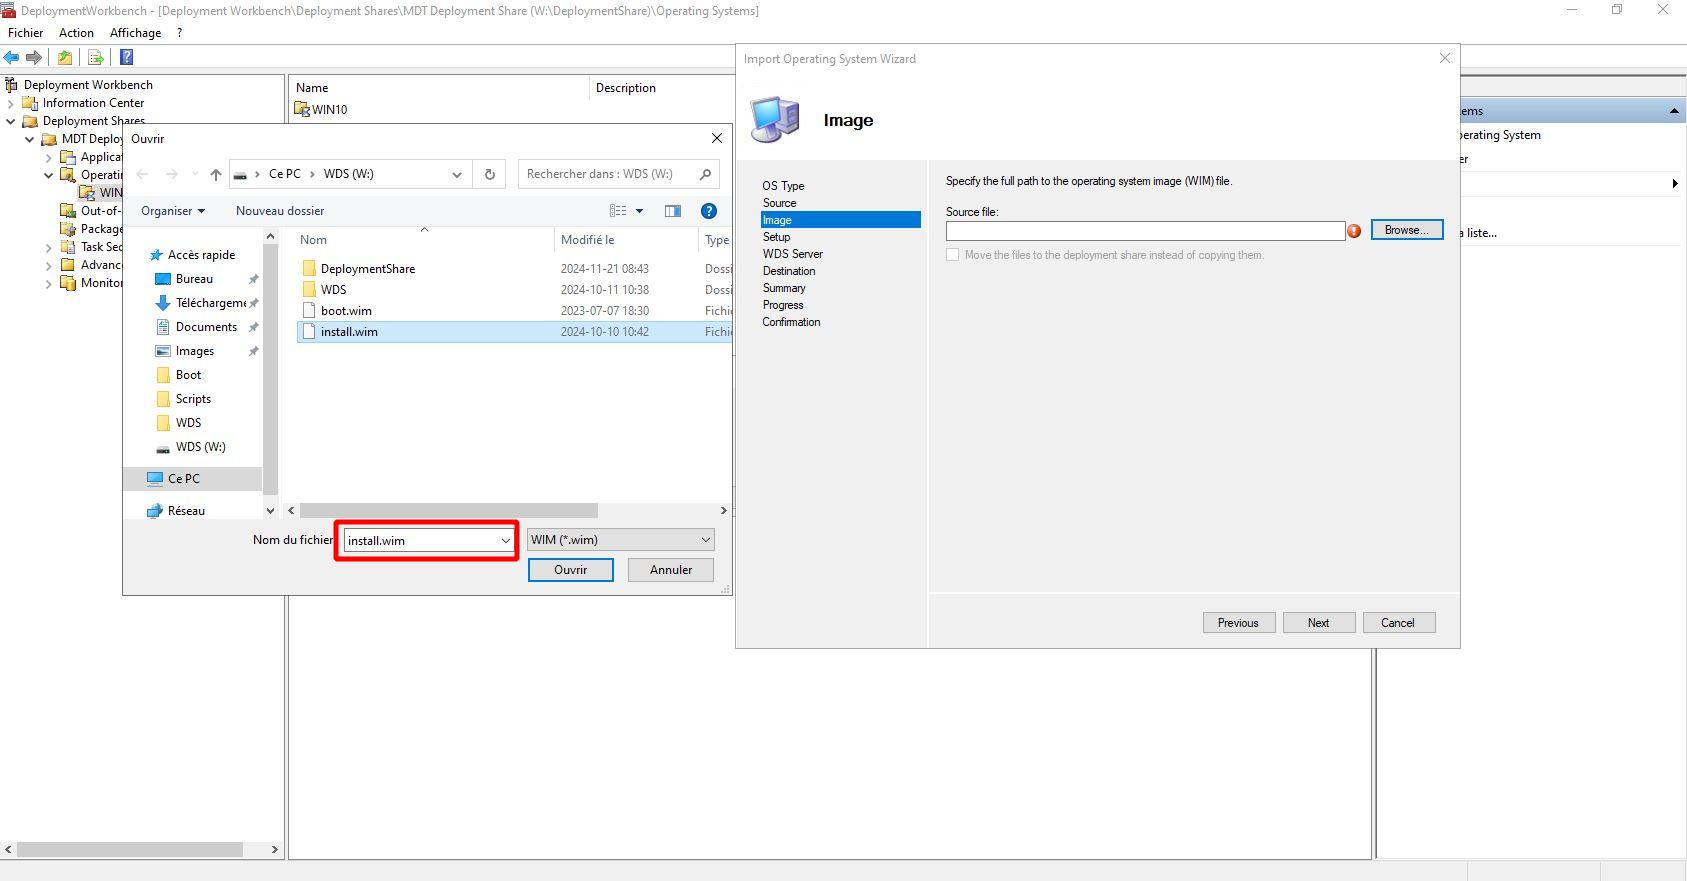 DeploymentWorkbench - [Deployment Workbench\Deployment Shares\MDT Deployment Share (W:\DeploymentShare)\Operating Systems]
Fichier Action Affichage ?
Deployment Workbench
Information Center
Deployment Shares
MDT Deploy
Applicat
Operatin
WIN
Out-of-
Package
Task Sec
Advanc
Monitor
Name Description
WIN10
Ouvrir
Ce PC WDS (W:)
Rechercher dans : WDS (W:)
Organiser Nouveau dossier
Accès rapide
Bureau
Téléchargeme
Documents
Images
Boot
Scripts
WDS
WDS (W:)
Ce PC
Réseau
Nom Modifié le Type
DeploymentShare 2024-11-21 08:43 Dossi
WDS 2024-10-11 10:38 Dossi
boot.wim 2023-07-07 18:30 Fichi
install.wim 2024-10-10 10:42 Fichi
Nom du fichier install.wim WIM (*.wim)
Ouvrir Annuler
Import Operating System Wizard
Image
OS Type
Source
Image
Setup
WDS Server
Destination
Summary
Progress
Confirmation
Specify the full path to the operating system image (WIM) file.
Source file:
Browse...
Move the files to the deployment share instead of copying them.
Previous Next Cancel
ems
perating System
er
a liste...